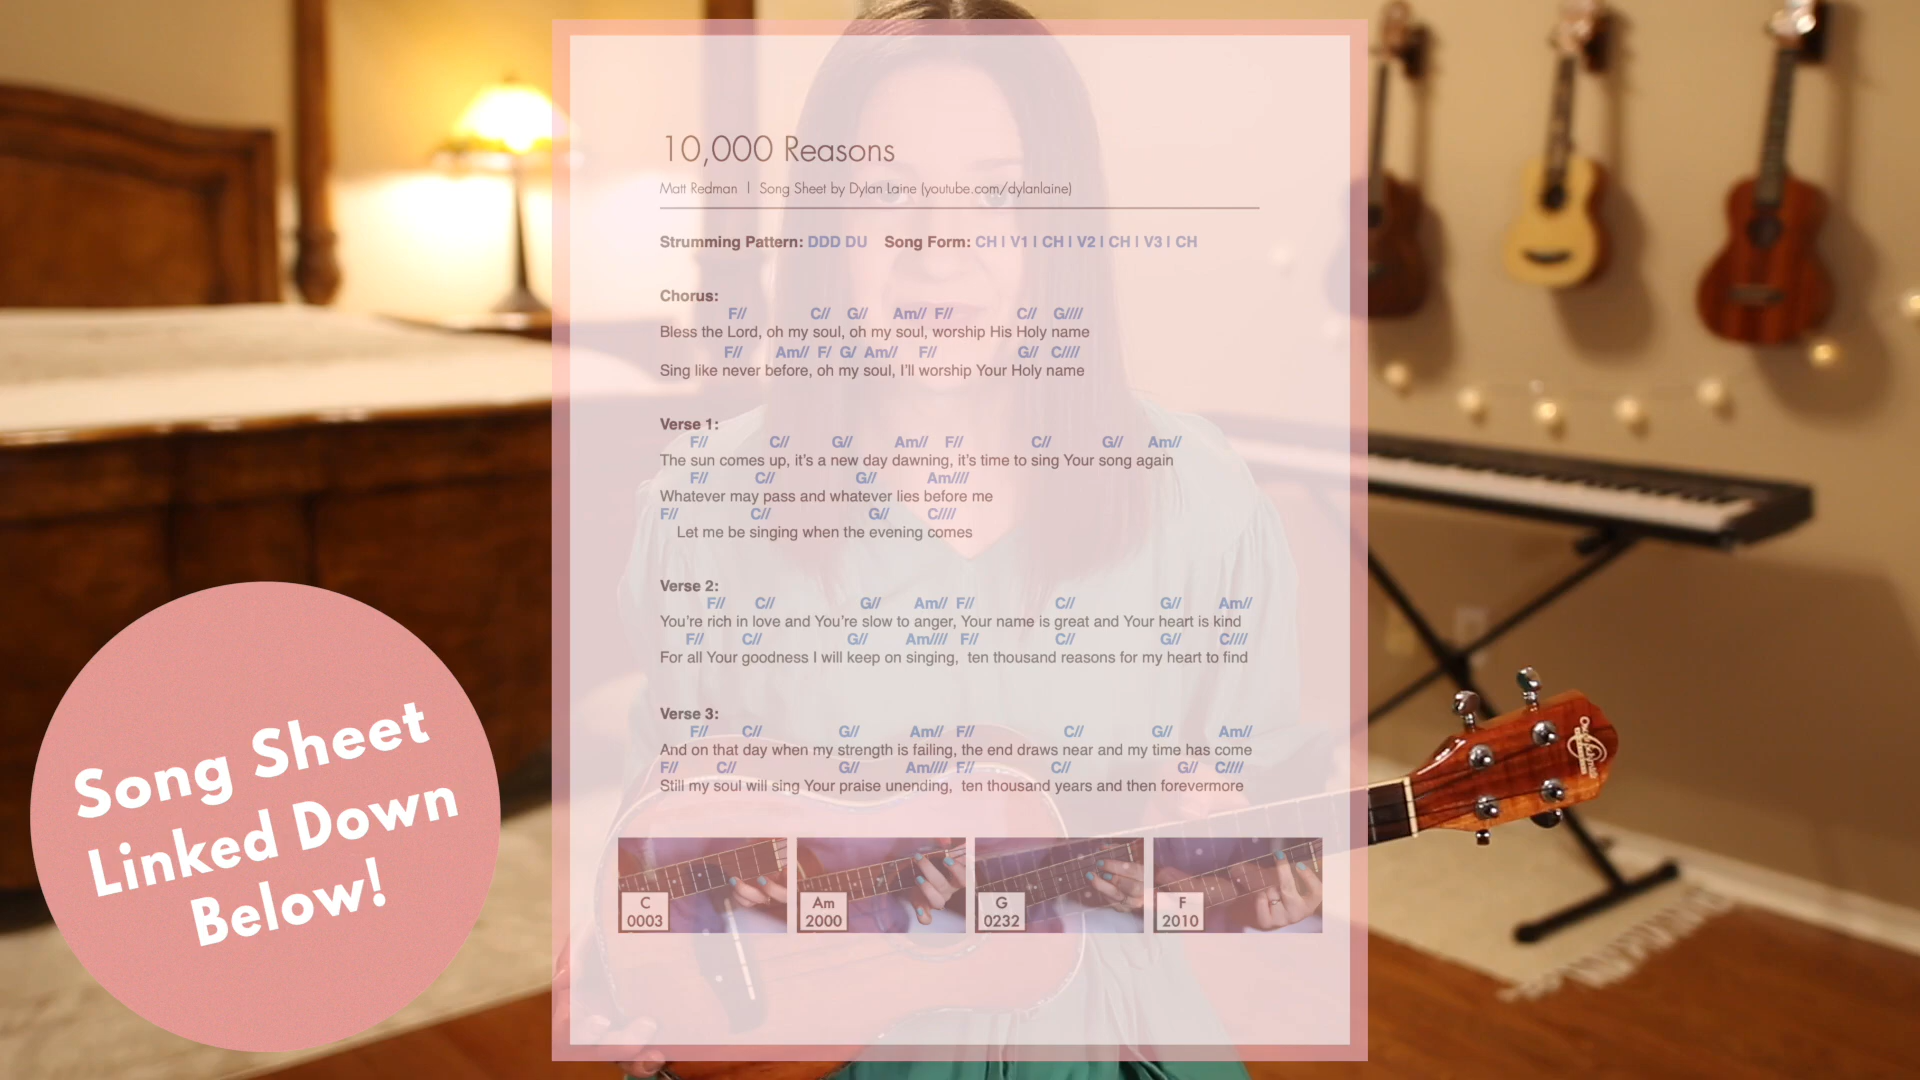 10,000 Reasons
Matt Redman | Song Sheet by Dylan Laine (youtube.com/dylanlaine)
Strumming Pattern: DDD DU Song Form: CH | V1 | CH | V2 | CH | V3 | CH
Chorus:
F// C// G// Am// F// C// G////
Bless the Lord, oh my soul, oh my soul, worship His Holy name
F// Am// F/ G/ Am// F// G// C////
Sing like never before, oh my soul, I'll worship Your Holy name
Verse 1:
F// C// G// Am// F// C// G// Am//
The sun comes up, it's a new day dawning, it's time to sing Your song again
F// C// G// Am////
Whatever may pass and whatever lies before me
F// C// G// C////
Let me be singing when the evening comes
Verse 2:
F// C// G// Am// F// C// G// Am//
You're rich in love and You're slow to anger, Your name is great and Your heart is kind
F// C// G// Am//// F// C// G// C////
For all Your goodness I will keep on singing, ten thousand reasons for my heart to find
Verse 3:
F// C// G// Am// F// C// G// Am//
And on that day when my strength is failing, the end draws near and my time has come
F// C// G// Am//// F// C// G// C////
Still my soul will sing Your praise unending, ten thousand years and then forevermore
C
0003
Am
2000
G
0232
F
2010
Song Sheet
Linked Down
Below!